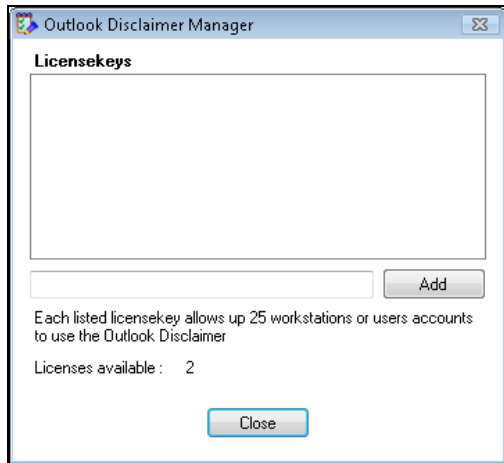 Outlook Disclaimer Manager
Licensekeys
Add
Each listed licensekey allows up 25 workstations or users accounts
to use the Outlook Disclaimer
Licenses available : 2
Close